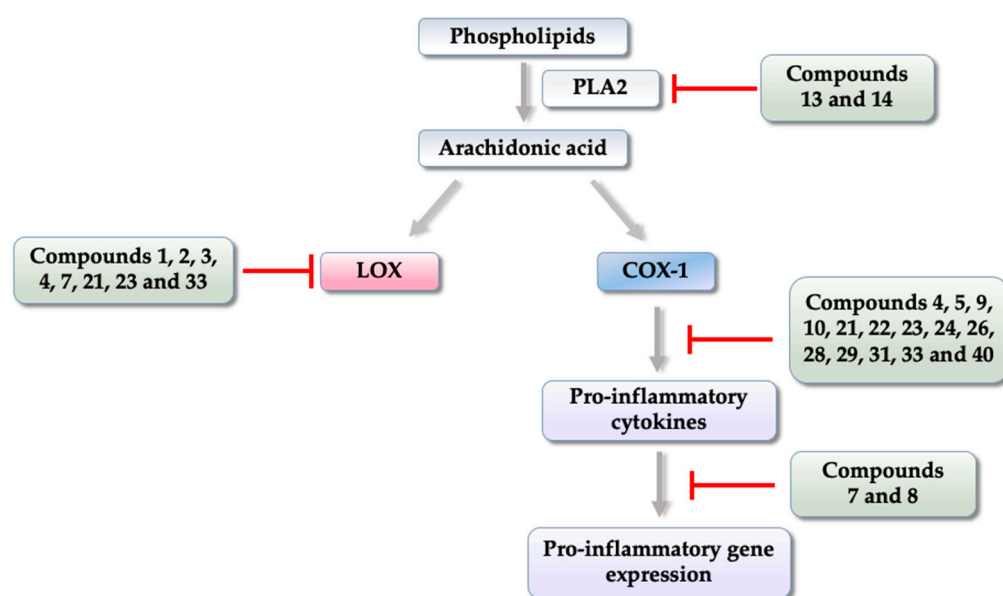 Phospholipids
PLA2
Compounds
13 and 14
Arachidonic acid
Compounds 1, 2, 3,
4, 7, 21, 23 and 33
LOX
COX-1
Compounds 4, 5, 9,
10, 21, 22, 23, 24, 26,
28, 29, 31, 33 and 40
Pro-inflammatory
cytokines
Compounds
7 and 8
Pro-inflammatory gene
expression